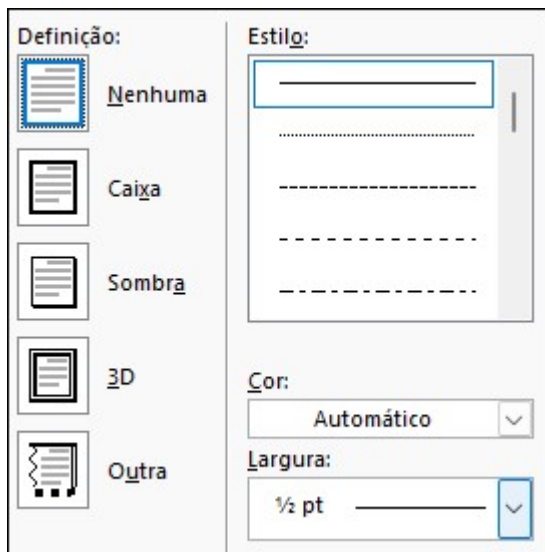 Definição:
Nenhuma
Caixa
Sombra
3D
Outra
Estilo:
Cor:
Automático
Largura:
½ pt